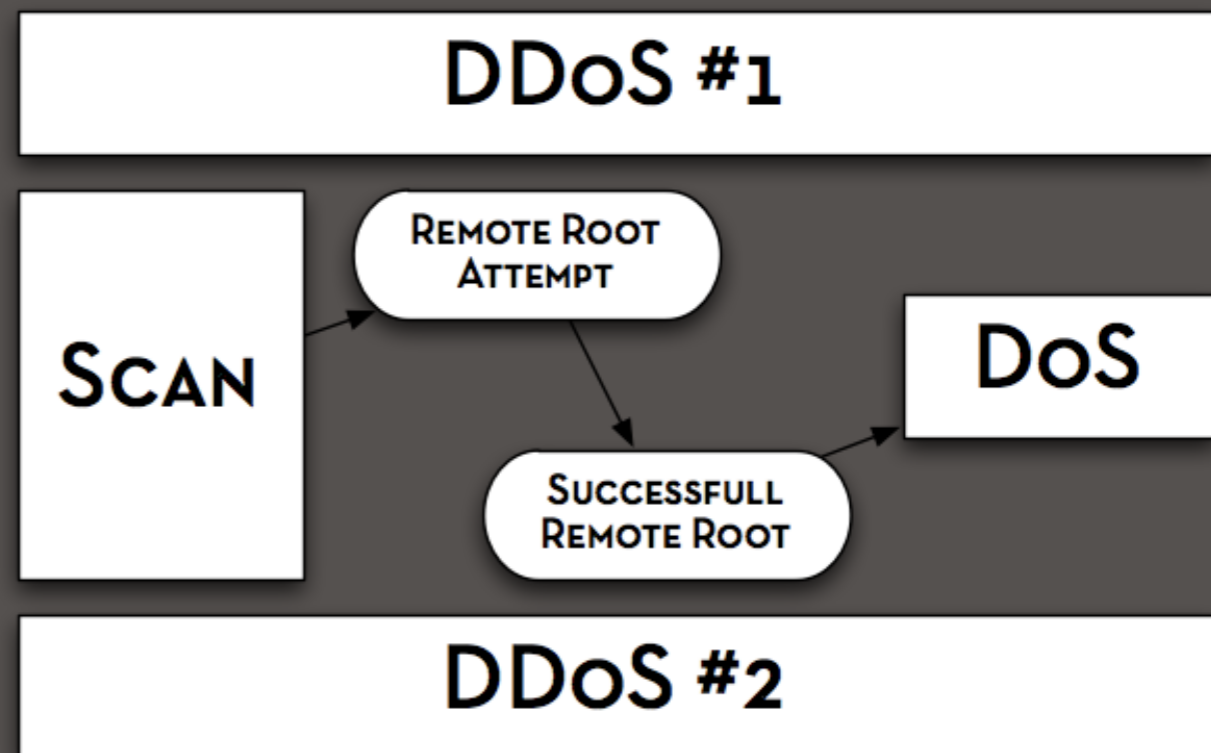 DDoS #1
Remote Root
Attempt
Scan
DoS
Successfull
Remote Root
DDoS #2